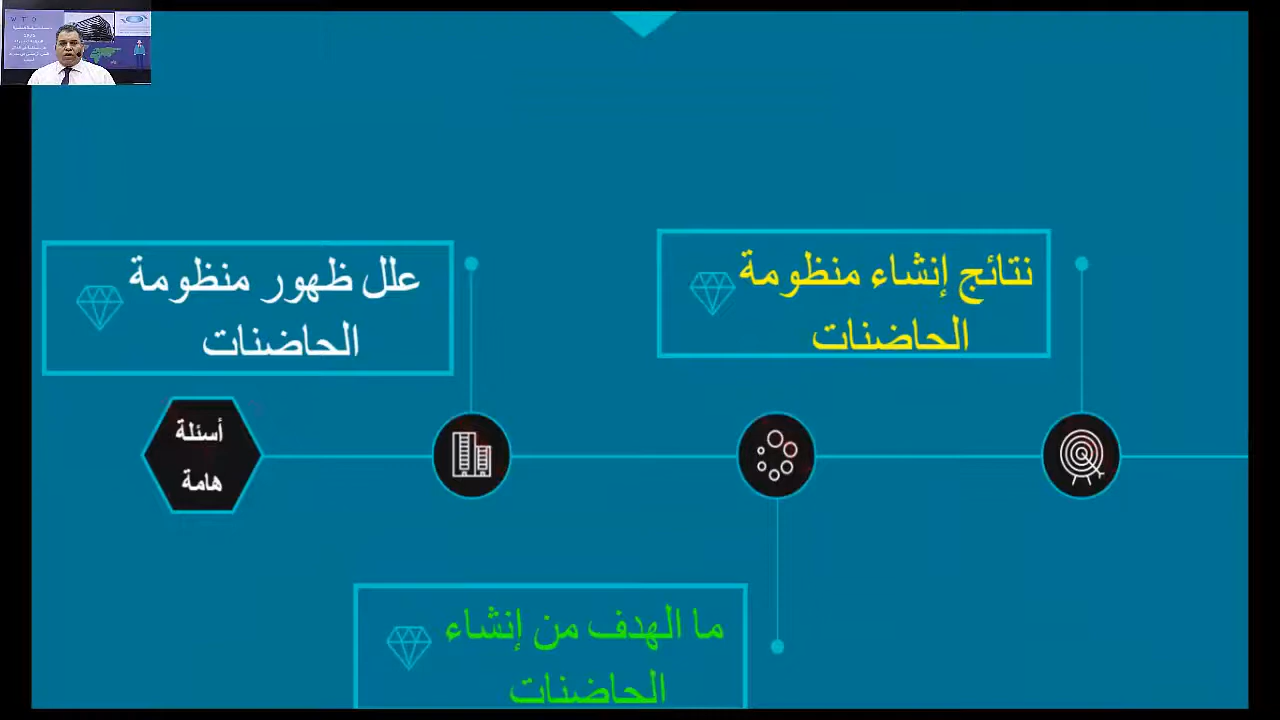 W T O
علل ظهور منظومة
الحاضنات
نتائج إنشاء منظومة
الحاضنات
أسئلة
هامة
ما الهدف من إنشاء
الحاضنات